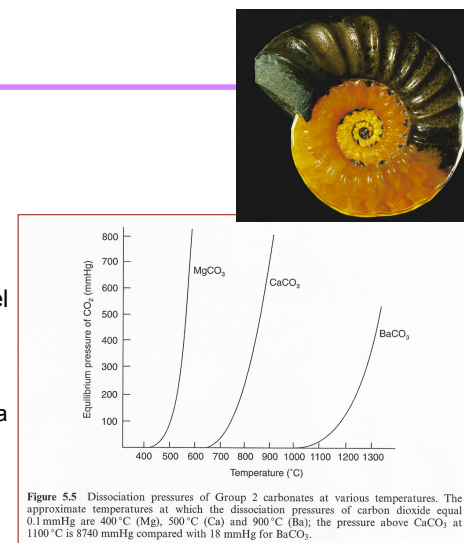 el
a
800
700
600
500
400
300
200
100
Equilibrium pressure of CO₂ (mmHg)
MgCO₃
CaCO₃
BaCO₃
400 500 600 700 800 900 1000 1100 1200 1300
Temperature (˚C)
Figure 5.5 Dissociation pressures of Group 2 carbonates at various temperatures. The
approximate temperatures at which the dissociation pressures of carbon dioxide equal
0.1 mmHg are 400 °C (Mg), 500 °C (Ca) and 900 °C (Ba); the pressure above CaCO₃ at
1100 °C is 8740 mmHg compared with 18 mmHg for BaCO₃.